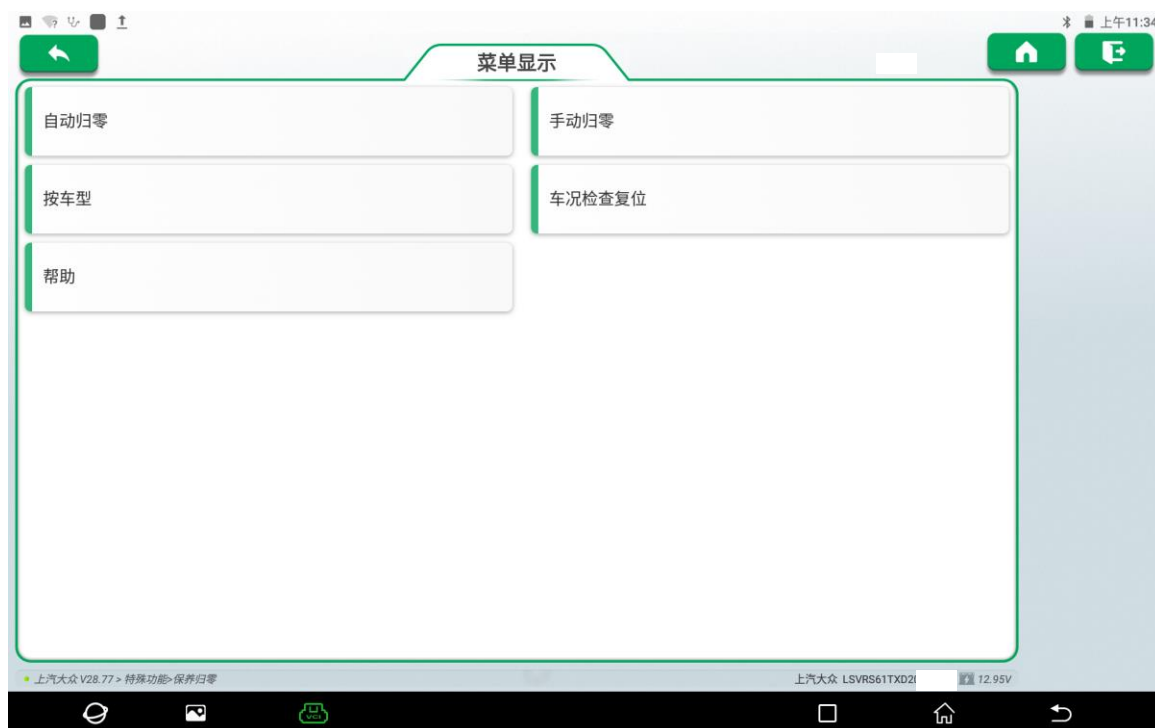 上午11:34
菜单显示
自动归零
手动归零
按车型
车况检查复位
帮助
上汽大众 V28.77 > 特殊功能>保养归零
上汽大众 LSVRS61TXD2
12.95V
VCI